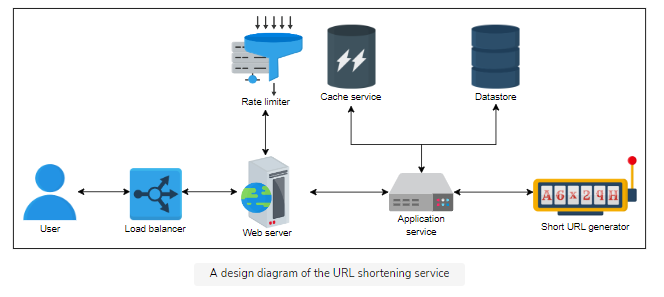 Rate limiter
Cache service
Datastore
A6x29H
User
Load balancer
Web server
Application
service
Short URL generator
A design diagram of the URL shortening service